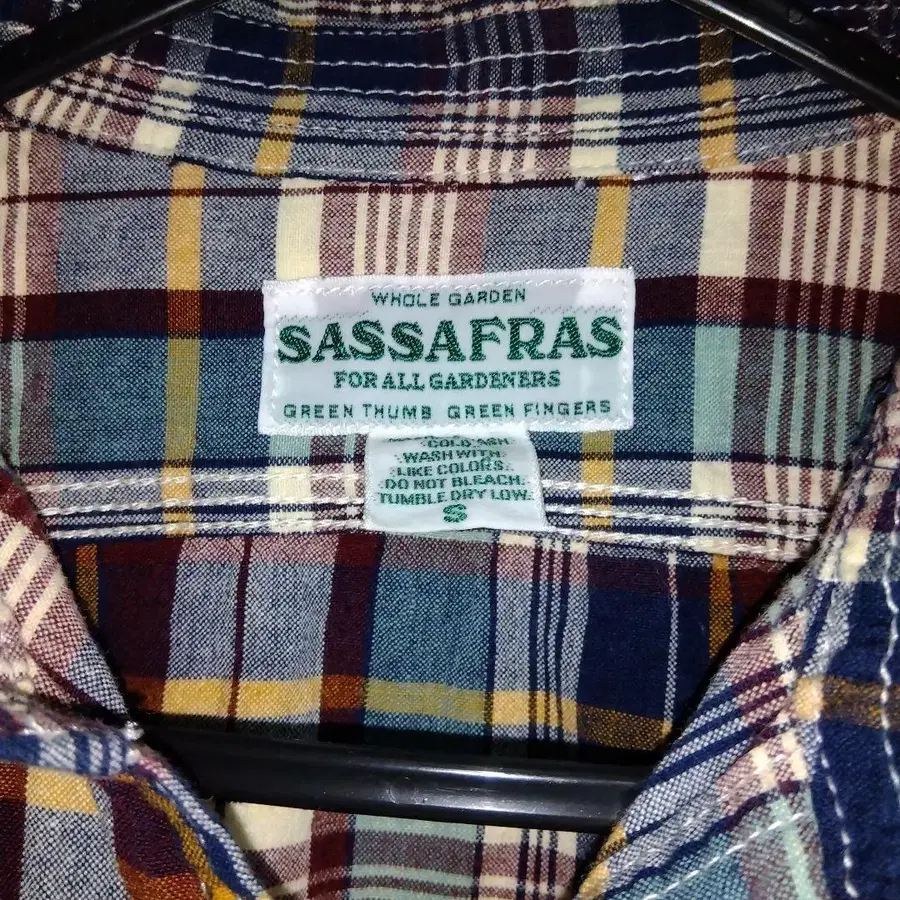 WHOLE GARDEN
SASSAFRAS
FOR ALL GARDENERS
GREEN THUMB GREEN FINGERS
COLD
WASH WITH
LIKE COLORS.
DO NOT BLEACH.
TUMBLE DRY LOW.
S